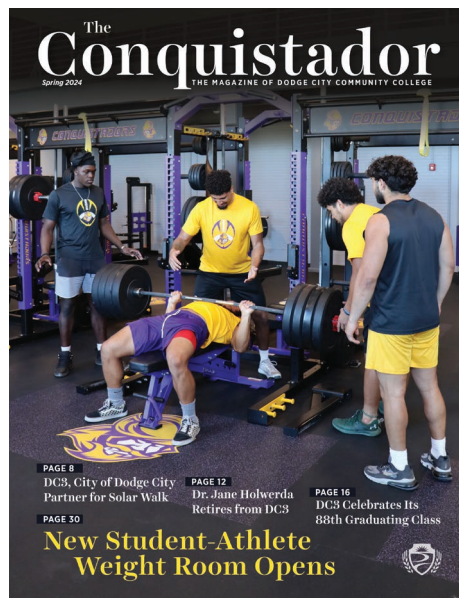 The
Conquistador
Spring 2024
THE MAGAZINE OF DODGE CITY COMMUNITY COLLEGE
CONQUISTADORS
CONQUISTADORS
PAGE 8
DC3, City of Dodge City
Partner for Solar Walk
PAGE 12
Dr. Jane Holwerda
Retires from DC3
PAGE 16
DC3 Celebrates Its
88th Graduating Class
PAGE 30
New Student-Athlete
Weight Room Opens